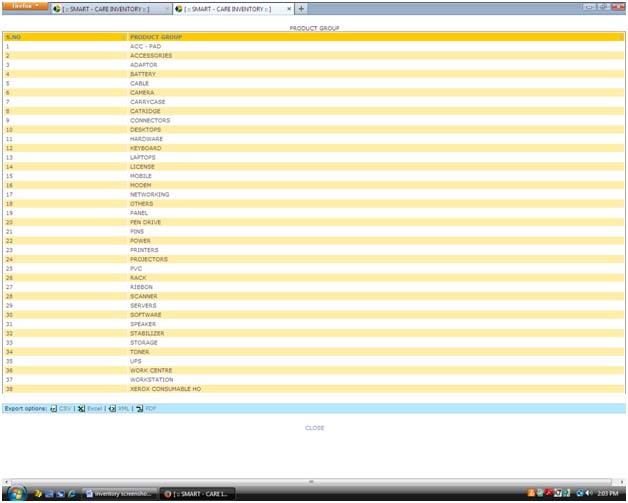 Firefox
[ :: SMART - CARE INVENTORY :: ] × [ :: SMART - CARE INVENTORY :: ] × +
PRODUCT GROUP
S.NO PRODUCT GROUP
1 ACC - PAD
2 ACCESSORIES
3 ADAPTOR
4 BATTERY
5 CABLE
6 CAMERA
7 CARRYCASE
8 CATRIDGE
9 CONNECTORS
10 DESKTOPS
11 HARDWARE
12 KEYBOARD
13 LAPTOPS
14 LICENSE
15 MOBILE
16 MODEM
17 NETWORKING
18 OTHERS
19 PANEL
20 PEN DRIVE
21 PINS
22 POWER
23 PRINTERS
24 PROJECTORS
25 PVC
26 RACK
27 RIBBON
28 SCANNER
29 SERVERS
30 SOFTWARE
31 SPEAKER
32 STABILIZER
33 STORAGE
34 TONER
35 UPS
36 WORK CENTRE
37 WORKSTATION
38 XEROX CONSUMABLE HO
Export options: CSV | Excel | XML | PDF
CLOSE
inventory screensho... [ :: SMART - CARE I... 2:03 PM